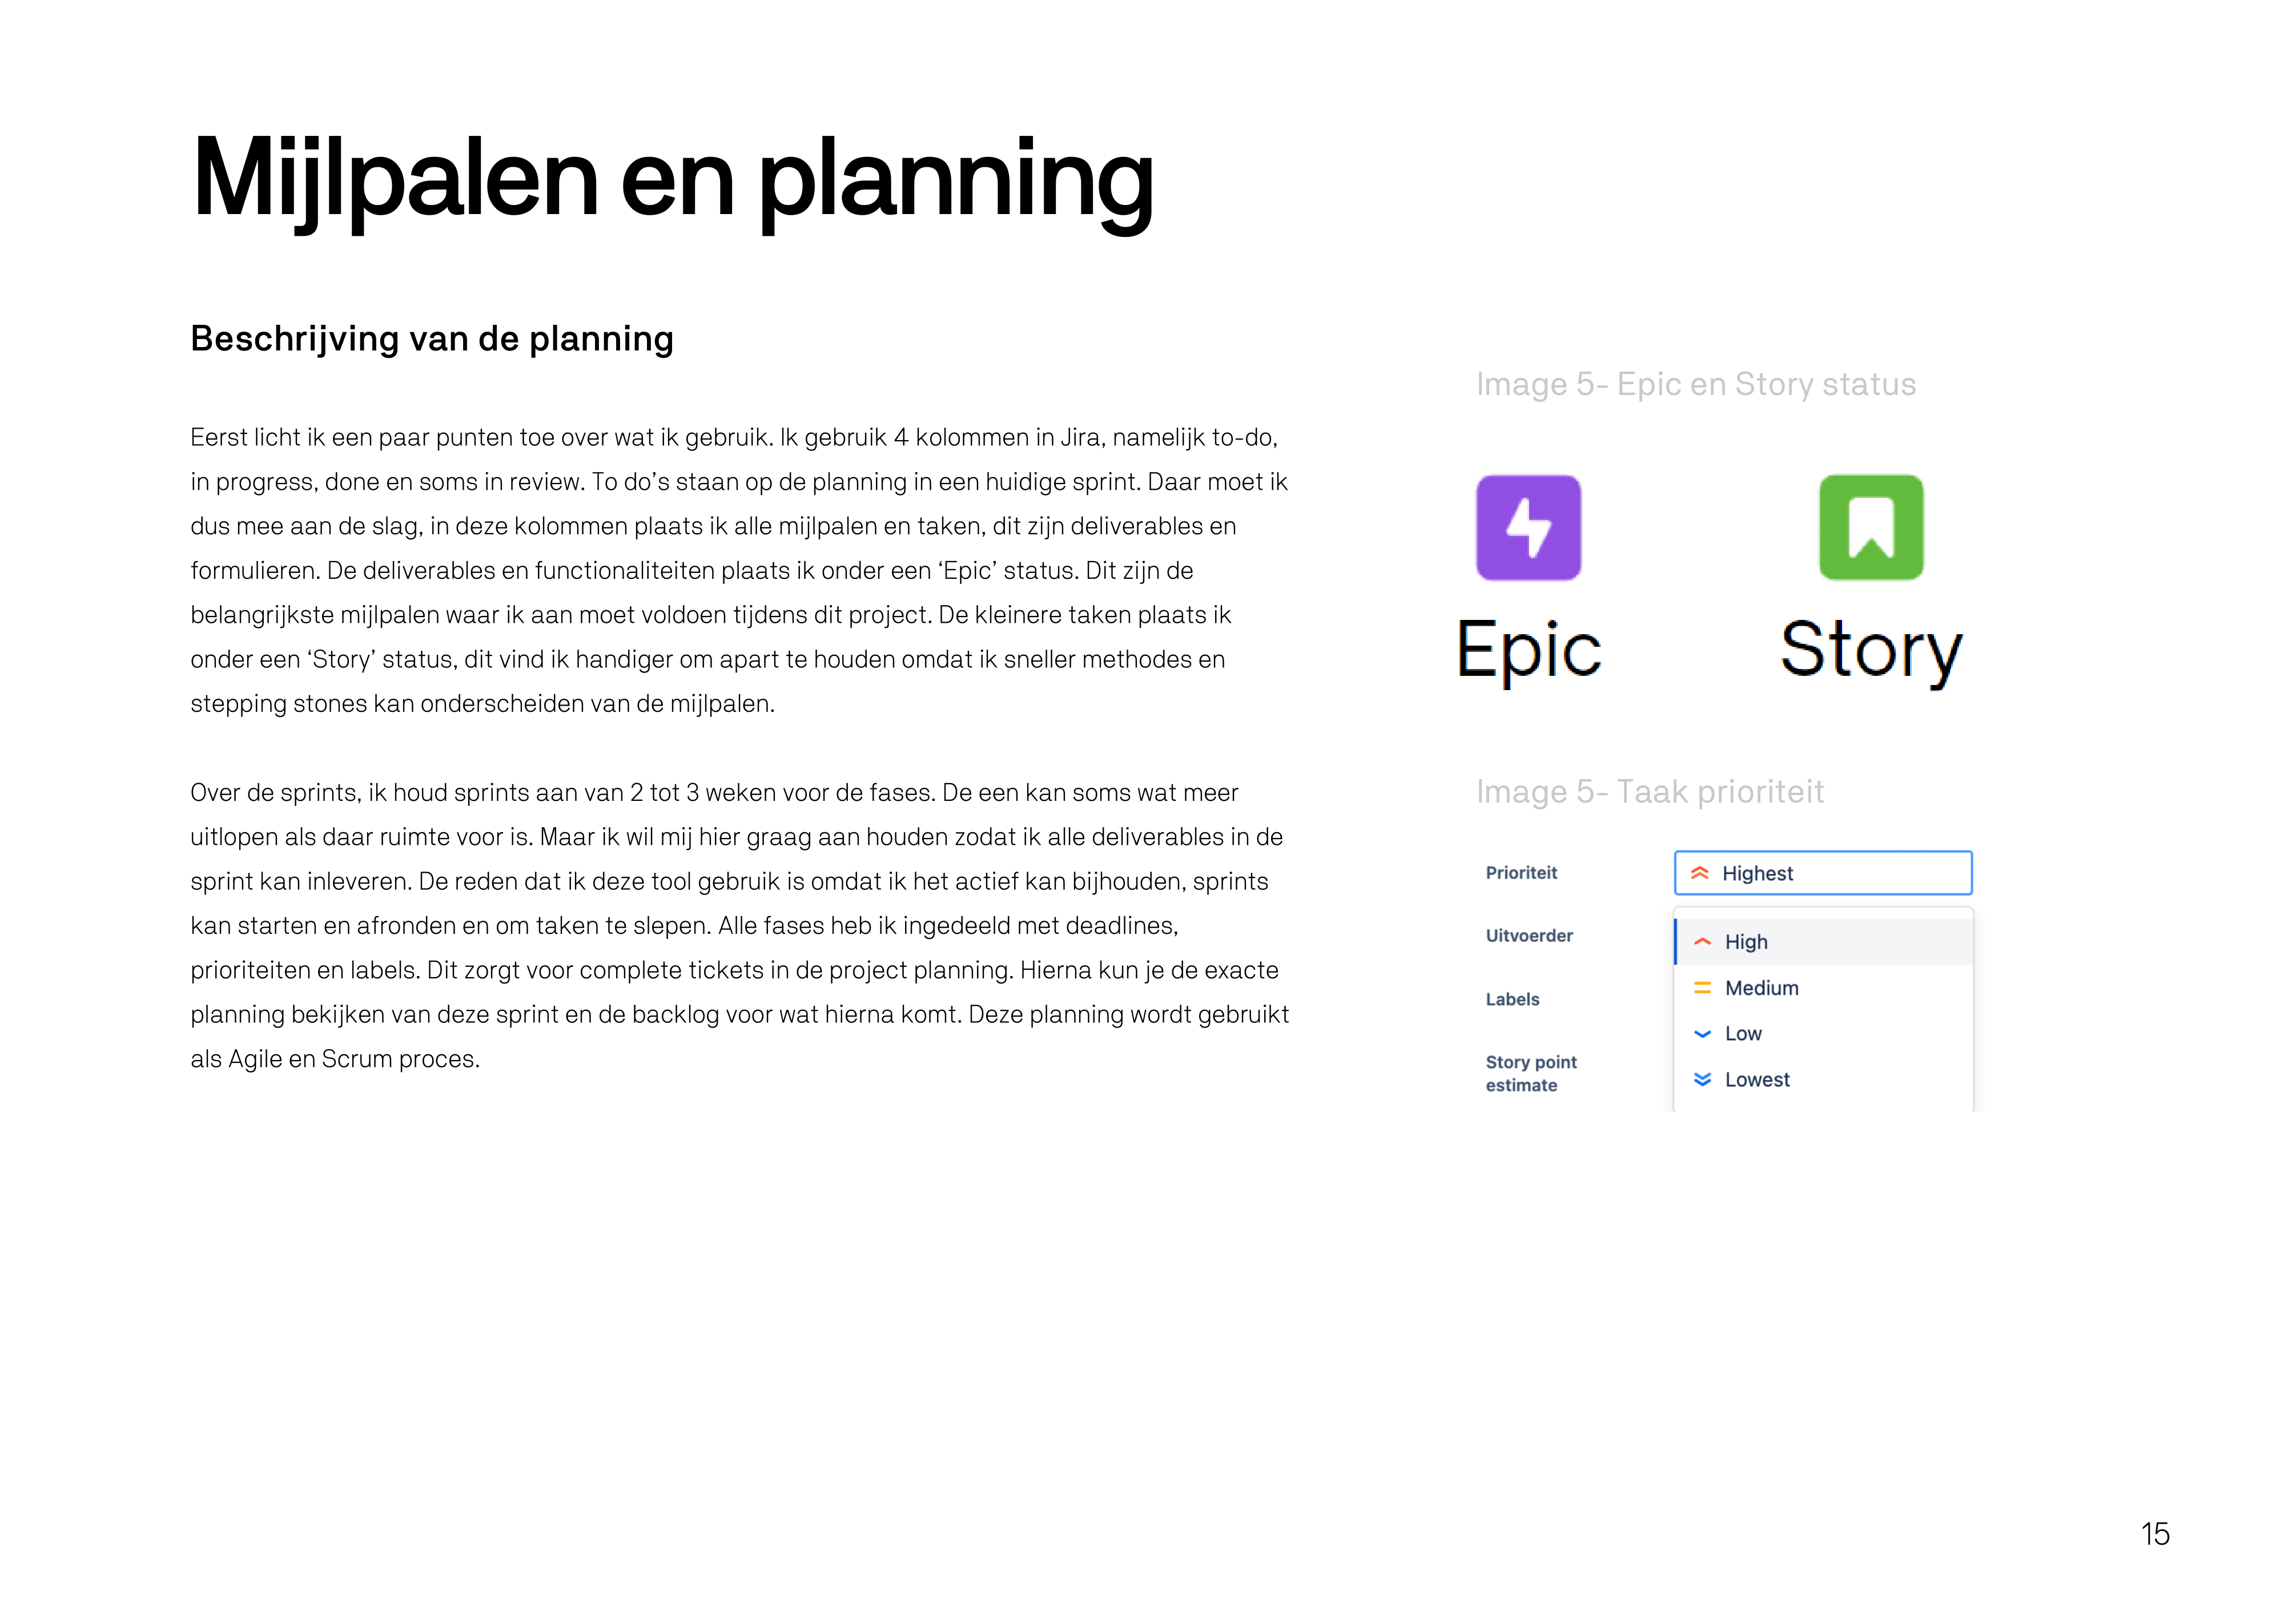 Mijlpalen en planning
Beschrijving van de planning
Eerst licht ik een paar punten toe over wat ik gebruik. Ik gebruik 4 kolommen in Jira, namelijk to-do,
in progress, done en soms in review. To do’s staan op de planning in een huidige sprint. Daar moet ik
dus mee aan de slag, in deze kolommen plaats ik alle mijlpalen en taken, dit zijn deliverables en
formulieren. De deliverables en functionaliteiten plaats ik onder een ‘Epic’ status. Dit zijn de
belangrijkste mijlpalen waar ik aan moet voldoen tijdens dit project. De kleinere taken plaats ik
onder een ‘Story’ status, dit vind ik handiger om apart te houden omdat ik sneller methodes en
stepping stones kan onderscheiden van de mijlpalen.
Over de sprints, ik houd sprints aan van 2 tot 3 weken voor de fases. De een kan soms wat meer
uitlopen als daar ruimte voor is. Maar ik wil mij hier graag aan houden zodat ik alle deliverables in de
sprint kan inleveren. De reden dat ik deze tool gebruik is omdat ik het actief kan bijhouden, sprints
kan starten en afronden en om taken te slepen. Alle fases heb ik ingedeeld met deadlines,
prioriteiten en labels. Dit zorgt voor complete tickets in de project planning. Hierna kun je de exacte
planning bekijken van deze sprint en de backlog voor wat hierna komt. Deze planning wordt gebruikt
als Agile en Scrum proces.
Image 5- Epic en Story status
Epic
Story
Image 5- Taak prioriteit
Prioriteit
Highest
Uitvoerder
High
Medium
Labels
Low
Story point
estimate
Lowest
15